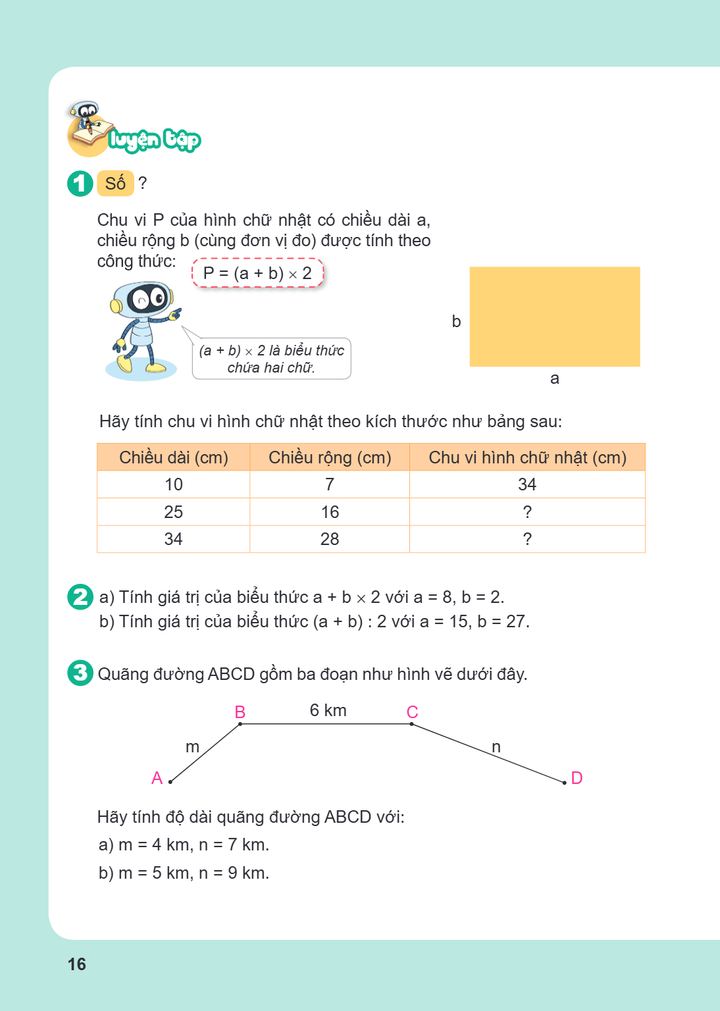 Luyện tập
1 Số ?
Chu vi P của hình chữ nhật có chiều dài a,
chiều rộng b (cùng đơn vị đo) được tính theo
công thức:
P = (a + b) × 2
(a + b) × 2 là biểu thức
chứa hai chữ.
b
a
Hãy tính chu vi hình chữ nhật theo kích thước như bảng sau:
Chiều dài (cm) Chiều rộng (cm) Chu vi hình chữ nhật (cm)
10 7 34
25 16 ?
34 28 ?
2 a) Tính giá trị của biểu thức a + b × 2 với a = 8, b = 2.
b) Tính giá trị của biểu thức (a + b) : 2 với a = 15, b = 27.
3 Quãng đường ABCD gồm ba đoạn như hình vẽ dưới đây.
B 6 km C
m n
A D
Hãy tính độ dài quãng đường ABCD với:
a) m = 4 km, n = 7 km.
b) m = 5 km, n = 9 km.
16